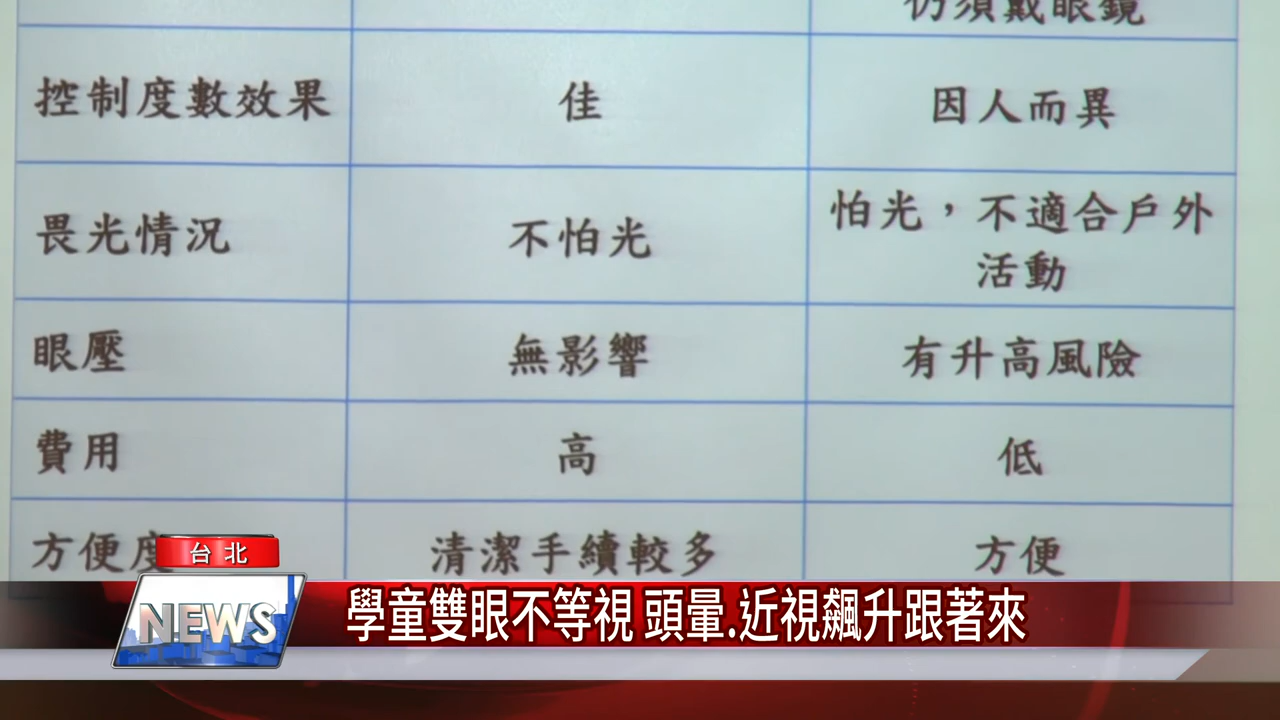 仍須戴眼鏡
控制度數效果 佳 因人而異
畏光情況 不怕光 怕光，不適合戶外
活動
眼壓 無影響 有升高風險
費用 高 低
方便度 清潔手續較多 方便
台北
NEWS
學童雙眼不等視 頭暈.近視飆升跟著來